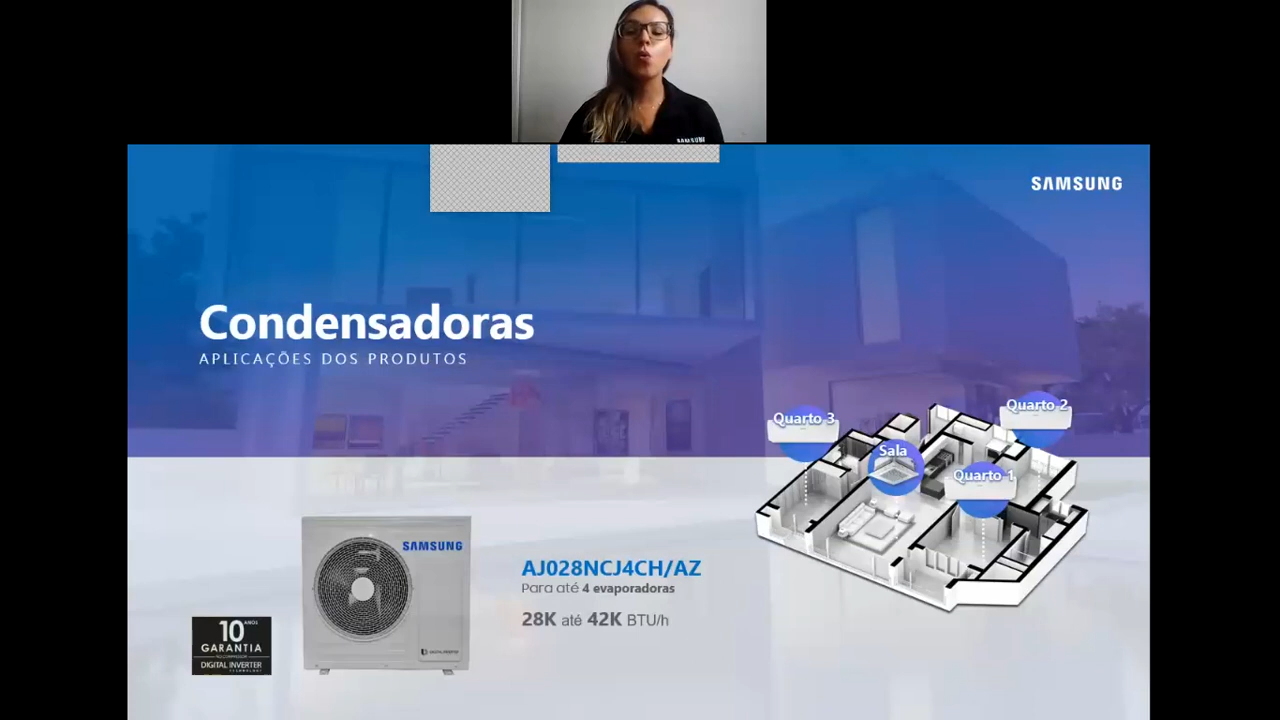 SAMSUNG
SAMSUNG
Condensadoras
APLICAÇÕES DOS PRODUTOS
Quarto 3
Quarto 2
Sala
Quarto 1
SAMSUNG
AJ028NCJ4CH/AZ
Para até 4 evaporadoras
28K até 42K BTU/h
10 ANOS
GARANTIA
DIGITAL INVERTER